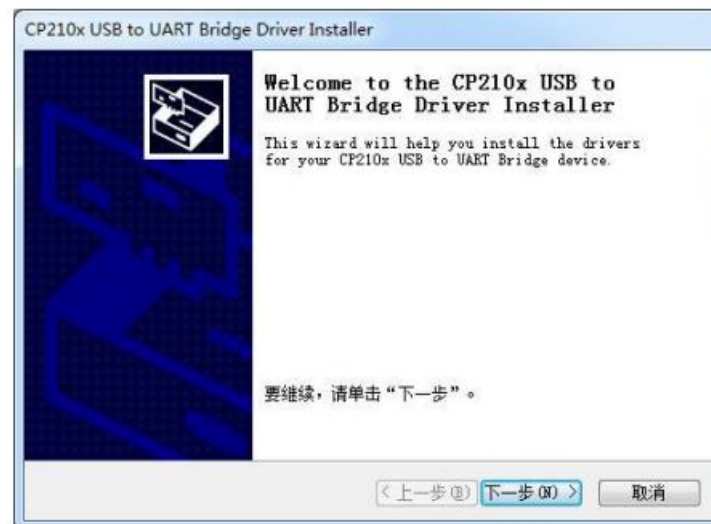 CP210x USB to UART Bridge Driver Installer
Welcome to the CP210x USB to
UART Bridge Driver Installer
This wizard will help you install the drivers
for your CP210x USB to UART Bridge device.
要继续，请单击“下一步”。
< 上一步(B) 下一步(N) > 取消